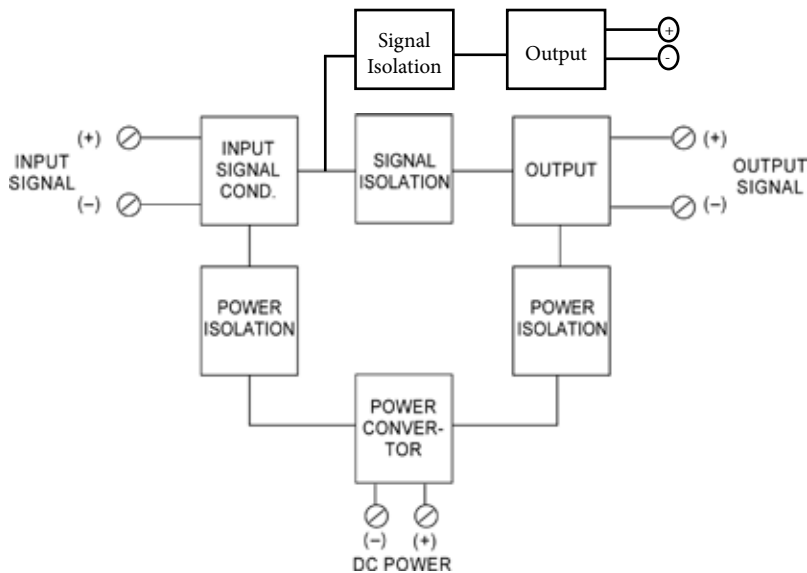 Signal
Isolation
Output
+
-
(+)
INPUT
SIGNAL
(−)
INPUT
SIGNAL
COND.
SIGNAL
ISOLATION
OUTPUT
(+)
OUTPUT
SIGNAL
(−)
POWER
ISOLATION
POWER
ISOLATION
POWER
CONVER-
TOR
(−)
(+)
DC POWER